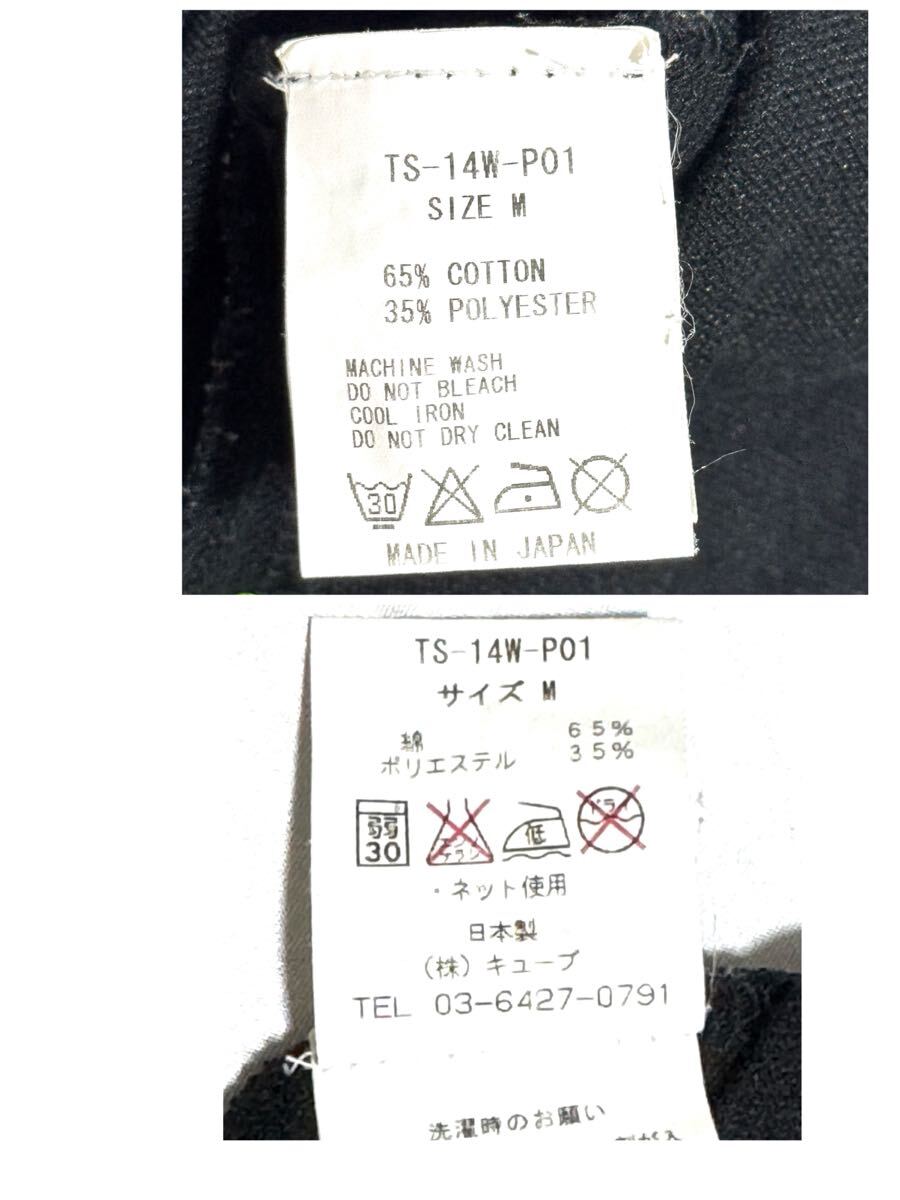 TS-14W-P01
SIZE M
65% COTTON
35% POLYESTER
MACHINE WASH
DO NOT BLEACH
COOL IRON
DO NOT DRY CLEAN
30
MADE IN JAPAN
TS-14W-P01
サイズ M
綿 65%
ポリエステル 35%
弱 30 エンソ サラシ 低 ドライ
・ネット使用
日本製
(株) キューブ
TEL 03-6427-0791
洗濯時のお願い